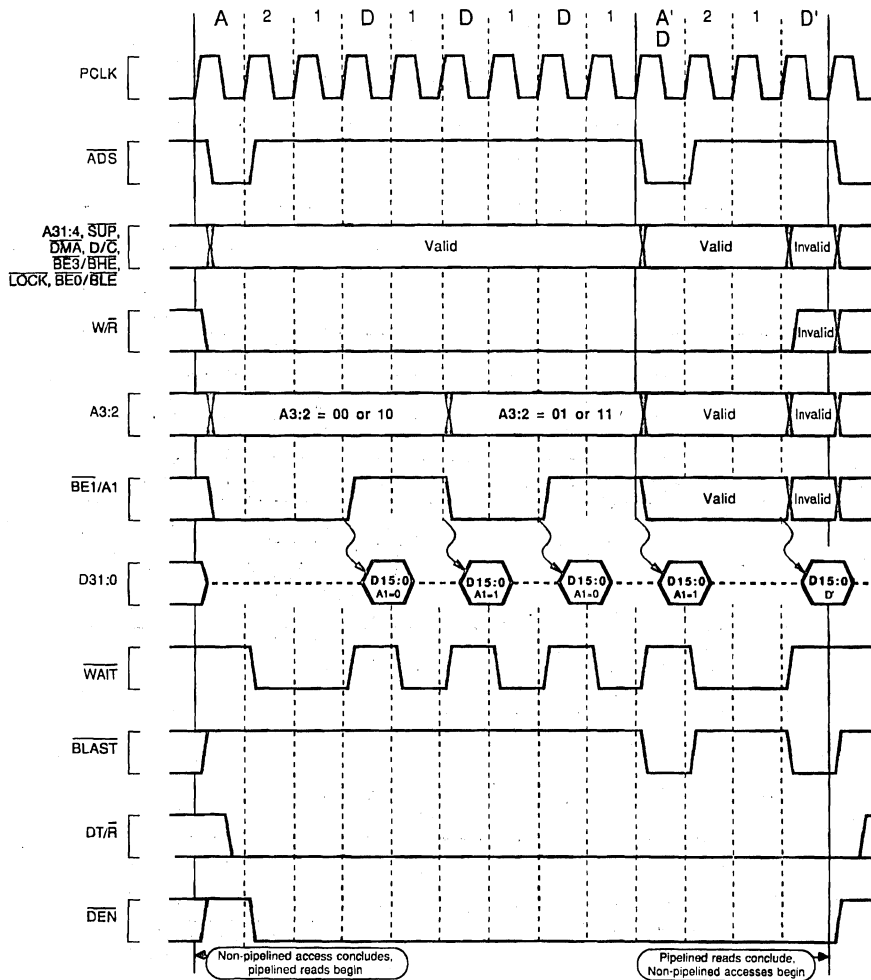 A 2 1 D 1 D 1 D 1 A' 2 1 D'
D
PCLK
ADS
A31:4, SUP,
DMA, D/C,
BE3/BHE,
LOCK, BE0/BLE
Valid Valid Invalid
W/R Invalid
A3:2 A3:2 = 00 or 10 A3:2 = 01 or 11 Valid Invalid
BE1/A1 Valid Invalid
D31:0
D15:0 D15:0 D15:0 D15:0 D15:0
A1=0 A1=1 A1=0 A1=1 D'
WAIT
BLAST
DT/R
DEN
Non-pipelined access concludes,
pipelined reads begin
Pipelined reads conclude,
Non-pipelined accesses begin